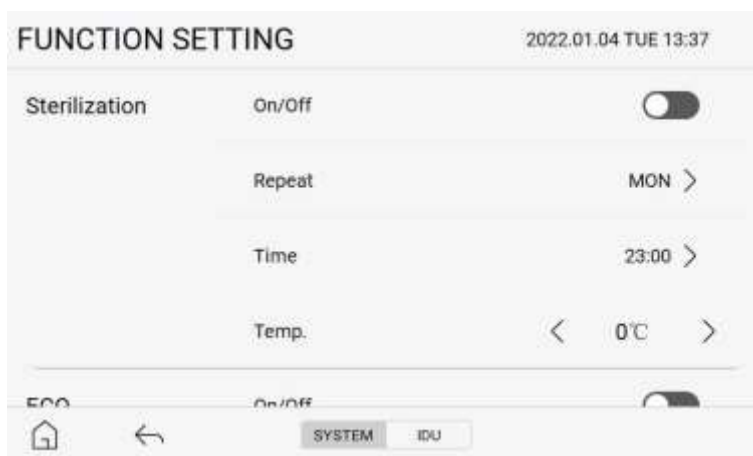 FUNCTION SETTING 2022.01.04 TUE 13:37
Sterilization On/Off
Repeat MON
Time 23:00
Temp. 0℃
ECO On/Off
SYSTEM IDU